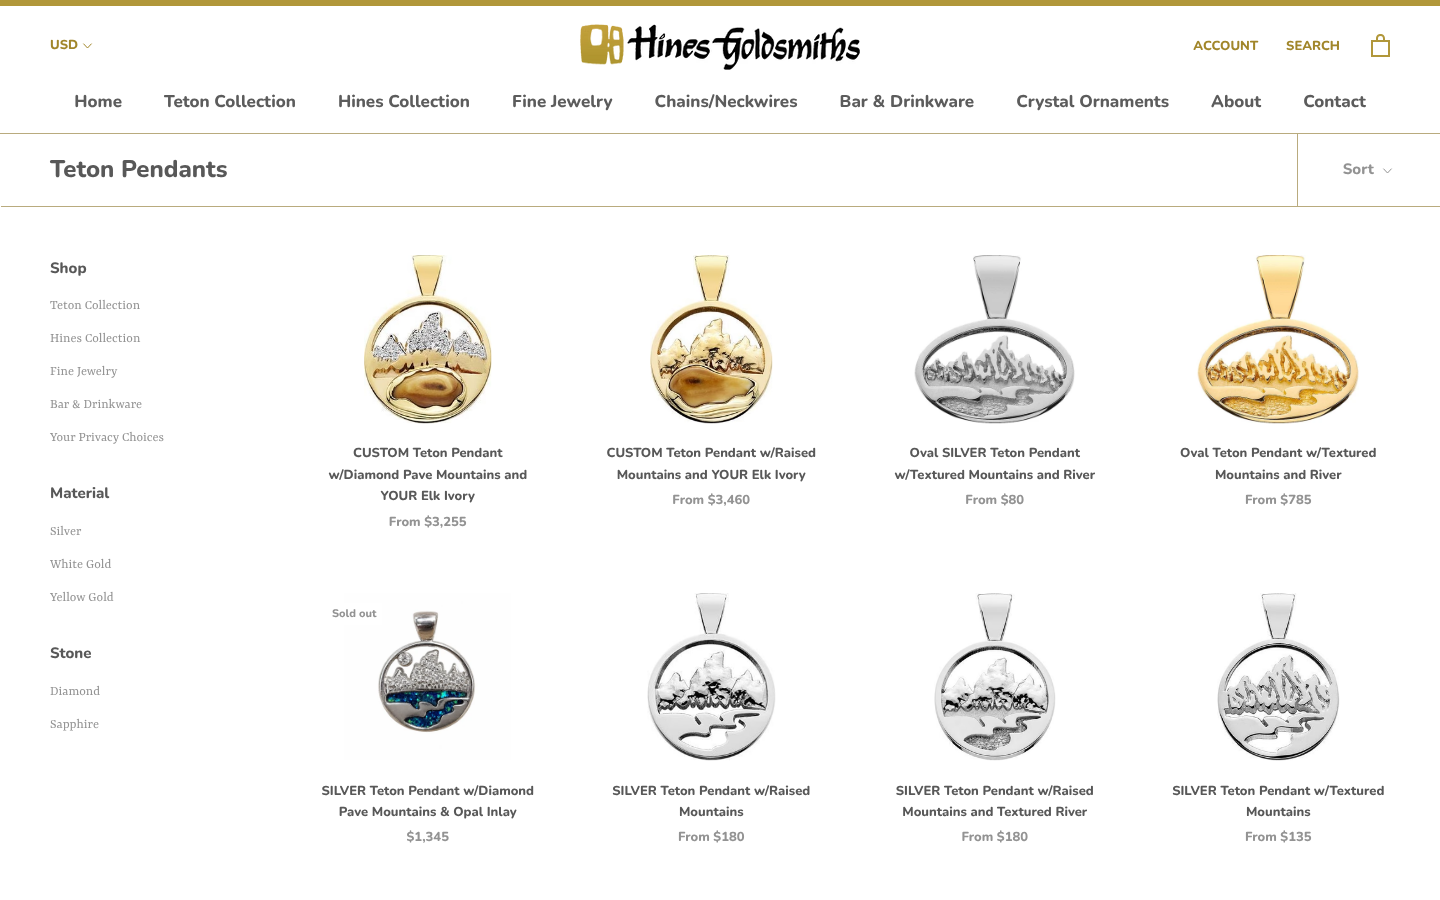 USD
Hines Goldsmiths
ACCOUNT
SEARCH
Home
Teton Collection
Hines Collection
Fine Jewelry
Chains/Neckwires
Bar & Drinkware
Crystal Ornaments
About
Contact
Teton Pendants
Sort
Shop
Teton Collection
Hines Collection
Fine Jewelry
Bar & Drinkware
Your Privacy Choices
Material
Silver
White Gold
Yellow Gold
Stone
Diamond
Sapphire
CUSTOM Teton Pendant
w/Diamond Pave Mountains and
YOUR Elk Ivory
From $3,255
CUSTOM Teton Pendant w/Raised
Mountains and YOUR Elk Ivory
From $3,460
Oval SILVER Teton Pendant
w/Textured Mountains and River
From $80
Oval Teton Pendant w/Textured
Mountains and River
From $785
Sold out
SILVER Teton Pendant w/Diamond
Pave Mountains & Opal Inlay
$1,345
SILVER Teton Pendant w/Raised
Mountains
From $180
SILVER Teton Pendant w/Raised
Mountains and Textured River
From $180
SILVER Teton Pendant w/Textured
Mountains
From $135